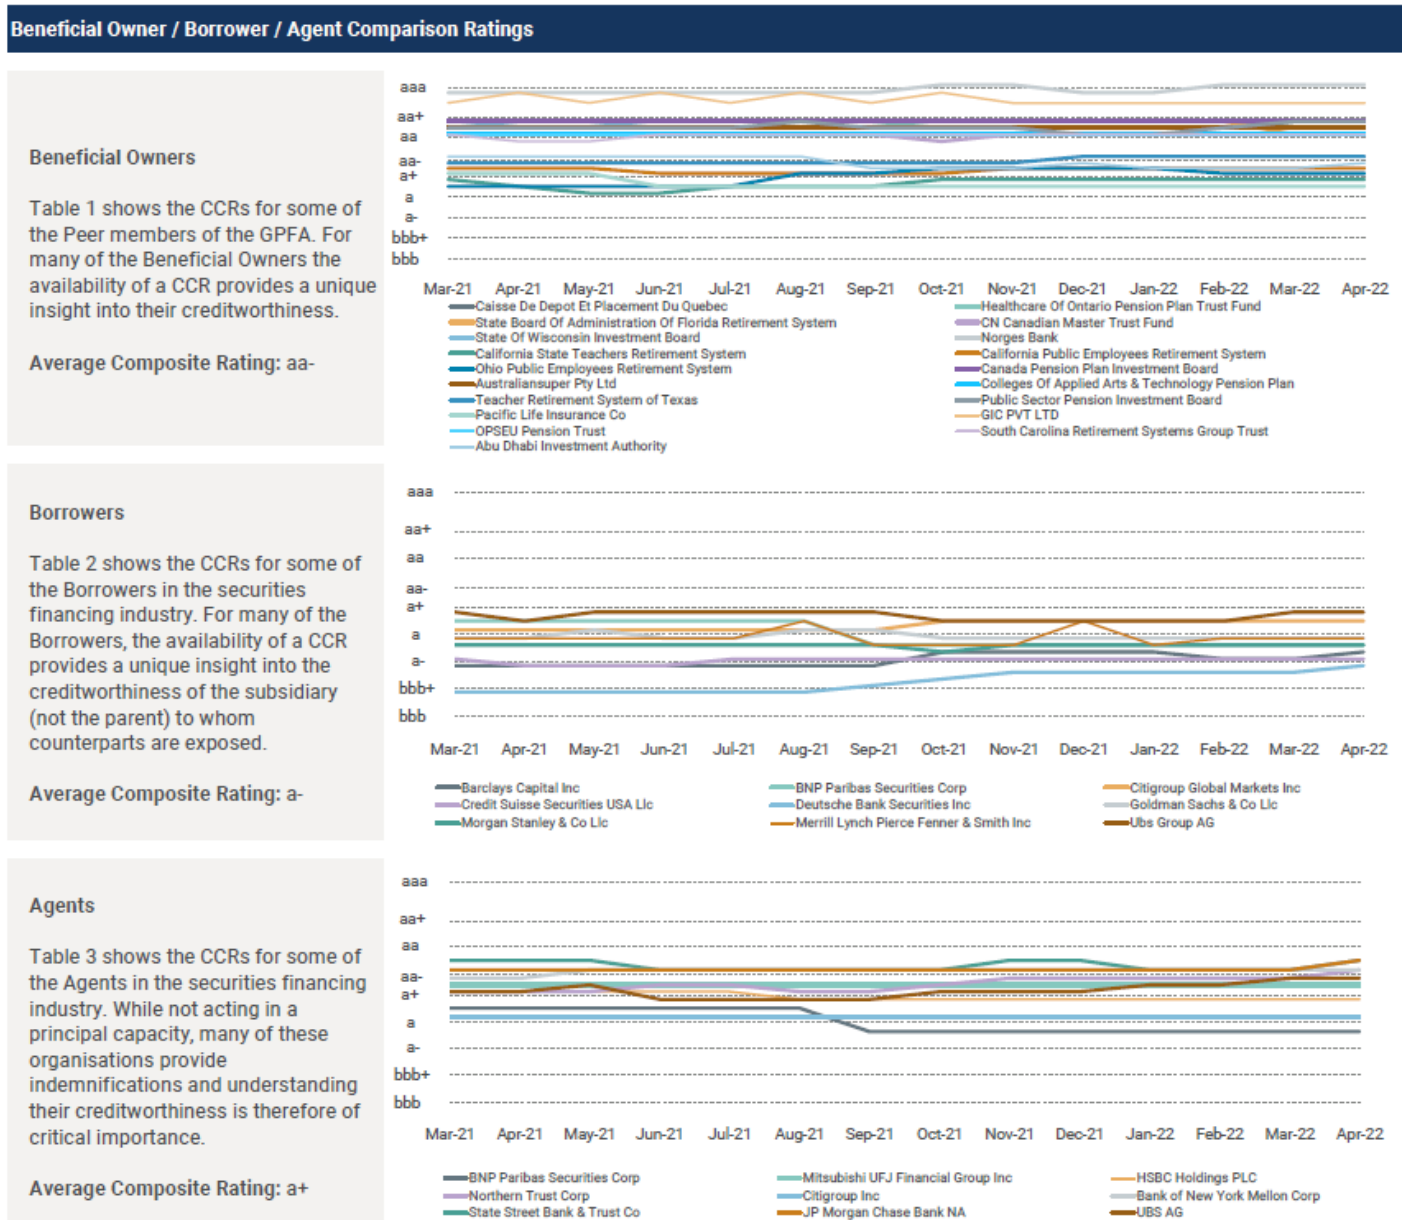 Beneficial Owner / Borrower / Agent Comparison Ratings
Beneficial Owners
Table 1 shows the CCRs for some of
the Peer members of the GPFA. For
many of the Beneficial Owners the
availability of a CCR provides a unique
insight into their creditworthiness.
Average Composite Rating: aa-
aaa
aa+
aa
aa-
a+
a
a-
bbb+
bbb
Mar-21 Apr-21 May-21 Jun-21 Jul-21 Aug-21 Sep-21 Oct-21 Nov-21 Dec-21 Jan-22 Feb-22 Mar-22 Apr-22
Caisse De Depot Et Placement Du Quebec Healthcare Of Ontario Pension Plan Trust Fund
State Board Of Administration Of Florida Retirement System CN Canadian Master Trust Fund
State Of Wisconsin Investment Board Norges Bank
California State Teachers Retirement System California Public Employees Retirement System
Ohio Public Employees Retirement System Canada Pension Plan Investment Board
Australiansuper Pty Ltd Colleges Of Applied Arts & Technology Pension Plan
Teacher Retirement System of Texas Public Sector Pension Investment Board
Pacific Life Insurance Co GIC PVT LTD
OPSEU Pension Trust South Carolina Retirement Systems Group Trust
Abu Dhabi Investment Authority
Borrowers
Table 2 shows the CCRs for some of
the Borrowers in the securities
financing industry. For many of the
Borrowers, the availability of a CCR
provides a unique insight into the
creditworthiness of the subsidiary
(not the parent) to whom
counterparts are exposed.
Average Composite Rating: a-
aaa
aa+
aa
aa-
a+
a
a-
bbb+
bbb
Mar-21 Apr-21 May-21 Jun-21 Jul-21 Aug-21 Sep-21 Oct-21 Nov-21 Dec-21 Jan-22 Feb-22 Mar-22 Apr-22
Barclays Capital Inc BNP Paribas Securities Corp Citigroup Global Markets Inc
Credit Suisse Securities USA Llc Deutsche Bank Securities Inc Goldman Sachs & Co Llc
Morgan Stanley & Co Llc Merrill Lynch Pierce Fenner & Smith Inc Ubs Group AG
Agents
Table 3 shows the CCRs for some of
the Agents in the securities financing
industry. While not acting in a
principal capacity, many of these
organisations provide
indemnifications and understanding
their creditworthiness is therefore of
critical importance.
Average Composite Rating: a+
aaa
aa+
aa
aa-
a+
a
a-
bbb+
bbb
Mar-21 Apr-21 May-21 Jun-21 Jul-21 Aug-21 Sep-21 Oct-21 Nov-21 Dec-21 Jan-22 Feb-22 Mar-22 Apr-22
BNP Paribas Securities Corp Mitsubishi UFJ Financial Group Inc HSBC Holdings PLC
Northern Trust Corp Citigroup Inc Bank of New York Mellon Corp
State Street Bank & Trust Co JP Morgan Chase Bank NA UBS AG